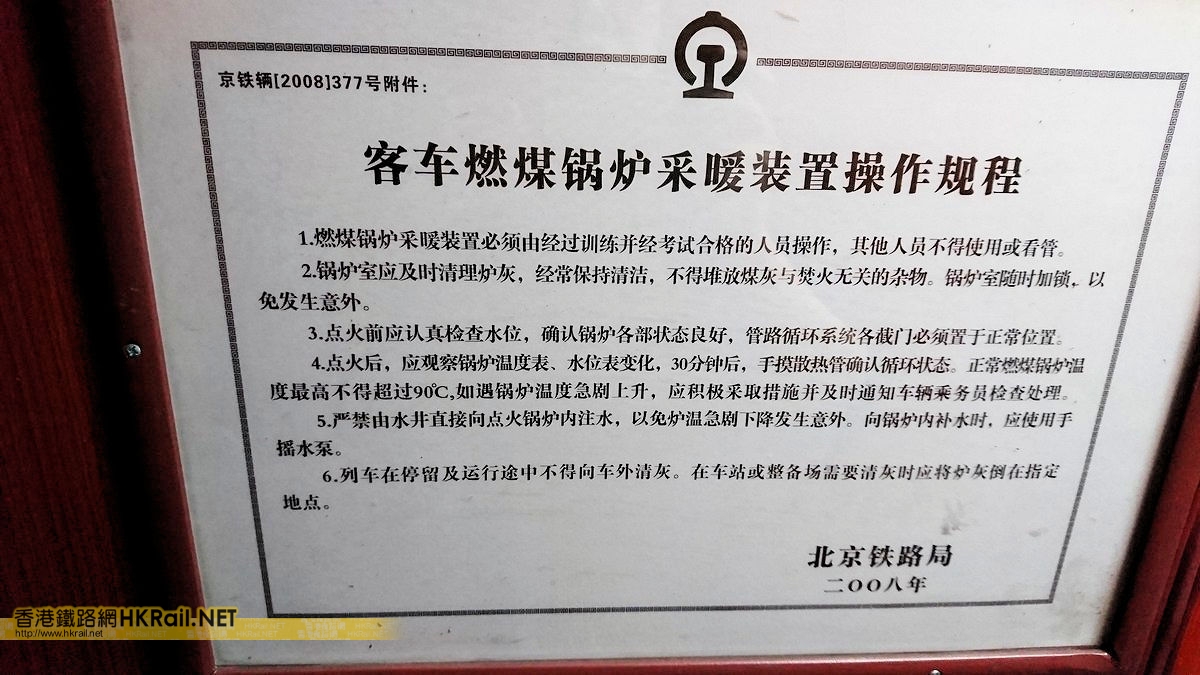 京铁辆[2008]377号附件：
客车燃煤锅炉采暖装置操作规程
1.燃煤锅炉采暖装置必须由经过训练并经考试合格的人员操作，其他人员不得使用或看管。
2.锅炉室应及时清理炉灰，经常保持清洁，不得堆放煤灰与焚火无关的杂物。锅炉室随时加锁，以
免发生意外。
3.点火前应认真检查水位，确认锅炉各部状态良好，管路循环系统各截门必须置于正常位置。
4.点火后，应观察锅炉温度表、水位表变化，30分钟后，手摸散热管确认循环状态。正常燃煤锅炉温
度最高不得超过90℃,如遇锅炉温度急剧上升，应积极采取措施并及时通知车辆乘务员检查处理。
5.严禁由水井直接向点火锅炉内注水，以免炉温急剧下降发生意外。向锅炉内补水时，应使用手
摇水泵。
6.列车在停留及运行途中不得向车外清灰。在车站或整备场需要清灰时应将炉灰倒在指定
地点。
北京铁路局
二〇〇八年
香港鐵路網HKRail.NET
http://www.hkrail.net